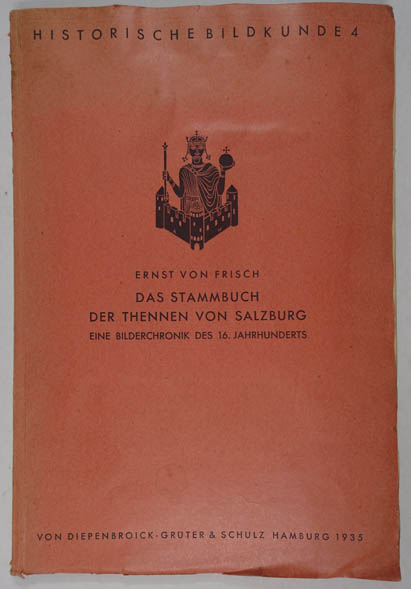 HISTORISCHE BILDKUNDE 4
ERNST VON FRISCH
DAS STAMMBUCH
DER THENNEN VON SALZBURG
EINE BILDERCHRONIK DES 16. JAHRHUNDERTS
VON DIEPENBROICK-GRÜTER & SCHULZ HAMBURG 1935